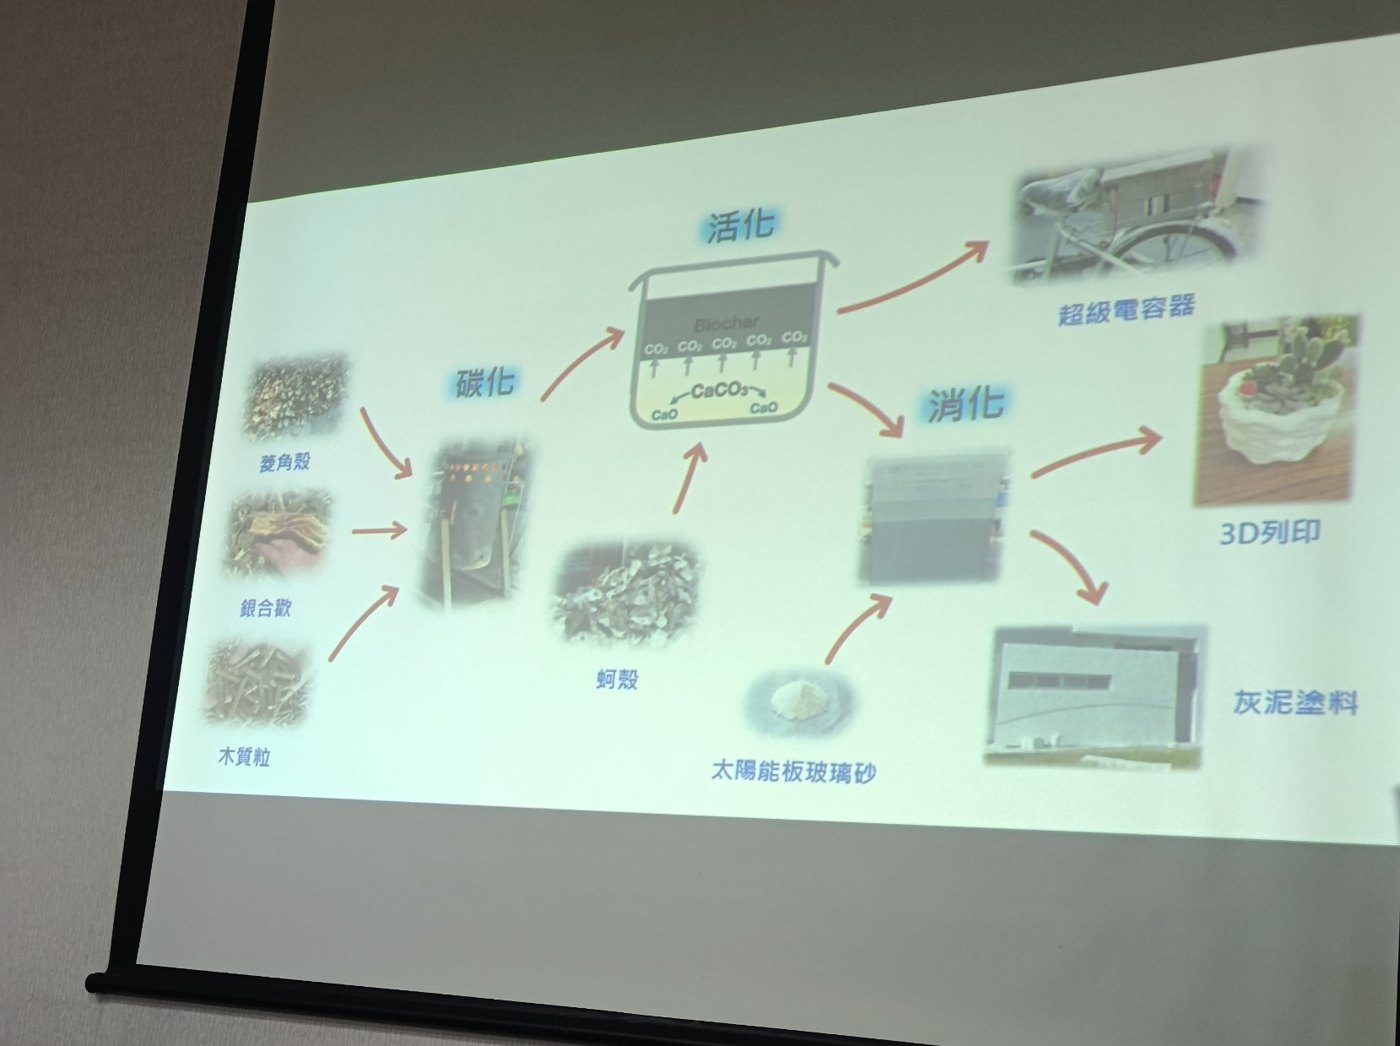 活化
Biochar
CO₂ CO₂ CO₂ CO₂ CO₂
CaCO₃
CaO CaO
超級電容器
碳化
消化
菱角殼
3D列印
銀合歡
蚵殼
灰泥塗料
木質粒
太陽能板玻璃砂